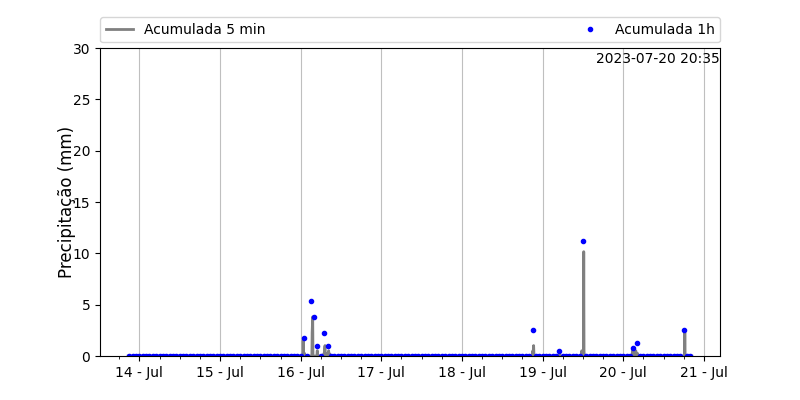 Acumulada 5 min
Acumulada 1h
2023-07-20 20:35
Precipitação (mm)
30
25
20
15
10
5
0
14 - Jul
15 - Jul
16 - Jul
17 - Jul
18 - Jul
19 - Jul
20 - Jul
21 - Jul